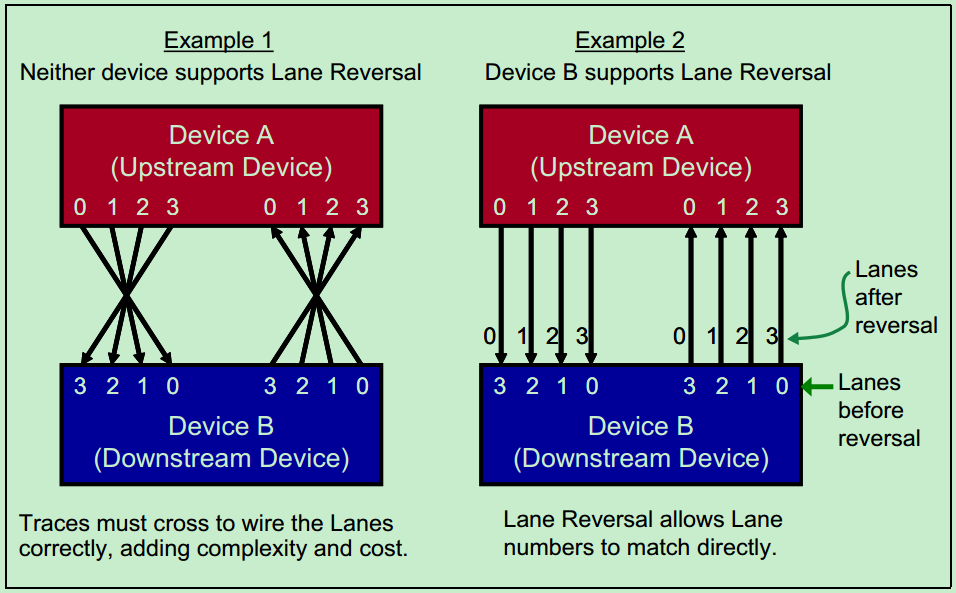 Example 1
Neither device supports Lane Reversal
Device A
(Upstream Device)
0 1 2 3 0 1 2 3
3 2 1 0 3 2 1 0
Device B
(Downstream Device)
Traces must cross to wire the Lanes
correctly, adding complexity and cost.
Example 2
Device B supports Lane Reversal
Device A
(Upstream Device)
0 1 2 3 0 1 2 3
Lanes
after
reversal
0 1 2 3 0 1 2 3
3 2 1 0 3 2 1 0
Lanes
before
reversal
Device B
(Downstream Device)
Lane Reversal allows Lane
numbers to match directly.